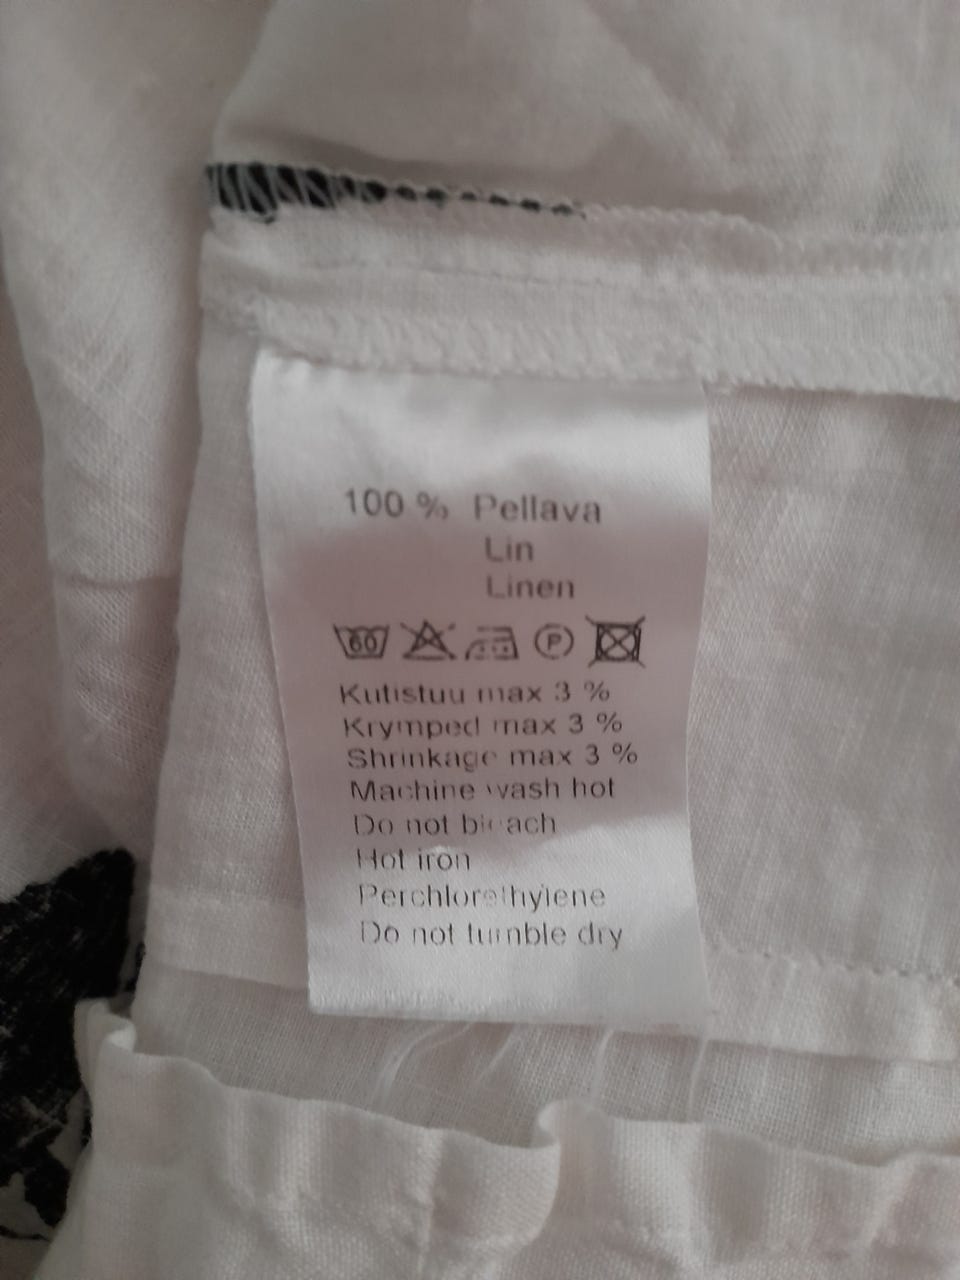 100 % Pellava
Lin
Linen
60 P
Kutistuu max 3 %
Krymped max 3 %
Shrinkage max 3 %
Machine wash hot
Do not bleach
Hot iron
Perchlorethylene
Do not tumble dry